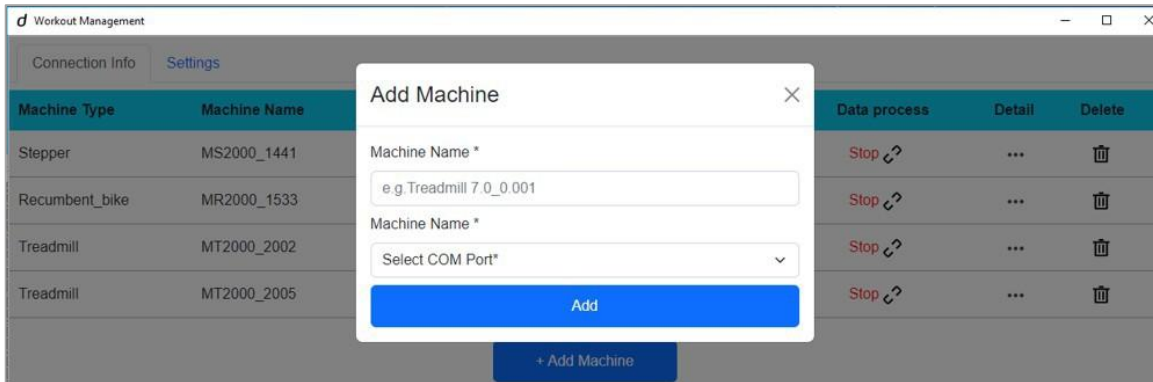 d Workout Management
Connection Info Settings
Add Machine
Machine Type Machine Name Data process Detail Delete
Machine Name *
Stepper MS2000_1441 Stop
e.g.Treadmill 7.0_0.001
Recumbent_bike MR2000_1533 Stop
Machine Name *
Treadmill MT2000_2002 Stop
Select COM Port*
Treadmill MT2000_2005 Stop
Add
+ Add Machine